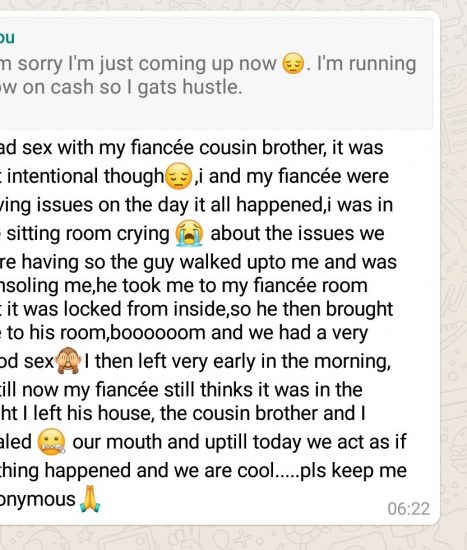 ou
m sorry I'm just coming up now 😔. I'm running
ow on cash so I gats hustle.
ad sex with my fiancée cousin brother, it was
t intentional though😔,i and my fiancée were
ving issues on the day it all happened,i was in
e sitting room crying 😭 about the issues we
re having so the guy walked upto me and was
nsoling me,he took me to my fiancée room
t it was locked from inside,so he then brought
e to his room,boooooom and we had a very
od sex🙈I then left very early in the morning,
till now my fiancée still thinks it was in the
ht I left his house, the cousin brother and I
aled 🤐 our mouth and uptill today we act as if
thing happened and we are cool.....pls keep me
onymous🙏
06:22